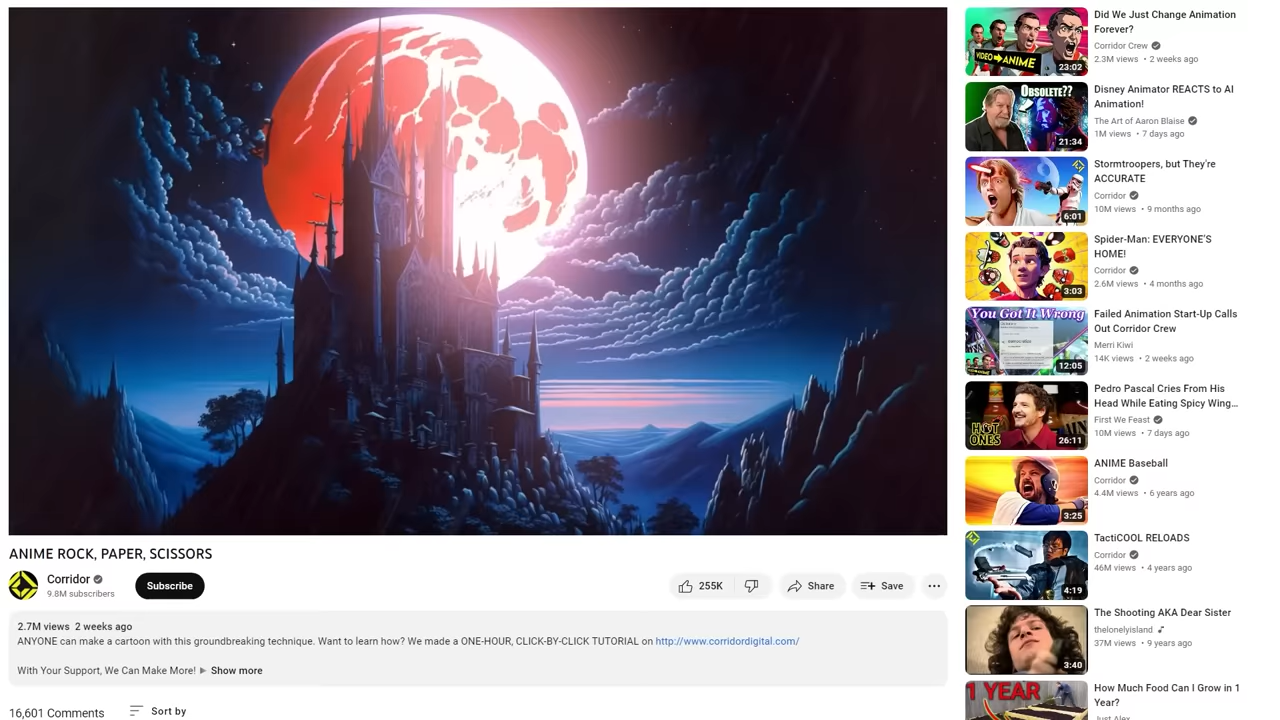 ANIME ROCK, PAPER, SCISSORS
Corridor
9.8M subscribers
Subscribe
255K
Share
Save
2.7M views 2 weeks ago
ANYONE can make a cartoon with this groundbreaking technique. Want to learn how? We made a ONE-HOUR, CLICK-BY-CLICK TUTORIAL on http://www.corridordigital.com/
With Your Support, We Can Make More! ► Show more
16,601 Comments
Sort by
VIDEO➔ANIME
23:02
Did We Just Change Animation
Forever?
Corridor Crew
2.3M views • 2 weeks ago
OBSOLETE??
21:34
Disney Animator REACTS to AI
Animation!
The Art of Aaron Blaise
1M views • 7 days ago
6:01
Stormtroopers, but They're
ACCURATE
Corridor
10M views • 9 months ago
3:03
Spider-Man: EVERYONE'S
HOME!
Corridor
2.6M views • 4 months ago
You Got It Wrong
12:05
Failed Animation Start-Up Calls
Out Corridor Crew
Merri Kiwi
14K views • 2 weeks ago
HOT
ONES
26:11
Pedro Pascal Cries From His
Head While Eating Spicy Wing…
First We Feast
10M views • 7 days ago
3:25
ANIME Baseball
Corridor
4.4M views • 6 years ago
4:19
TactiCOOL RELOADS
Corridor
46M views • 4 years ago
3:40
The Shooting AKA Dear Sister
thelonelyisland
37M views • 9 years ago
1 YEAR
How Much Food Can I Grow in 1
Year?
Just Alex